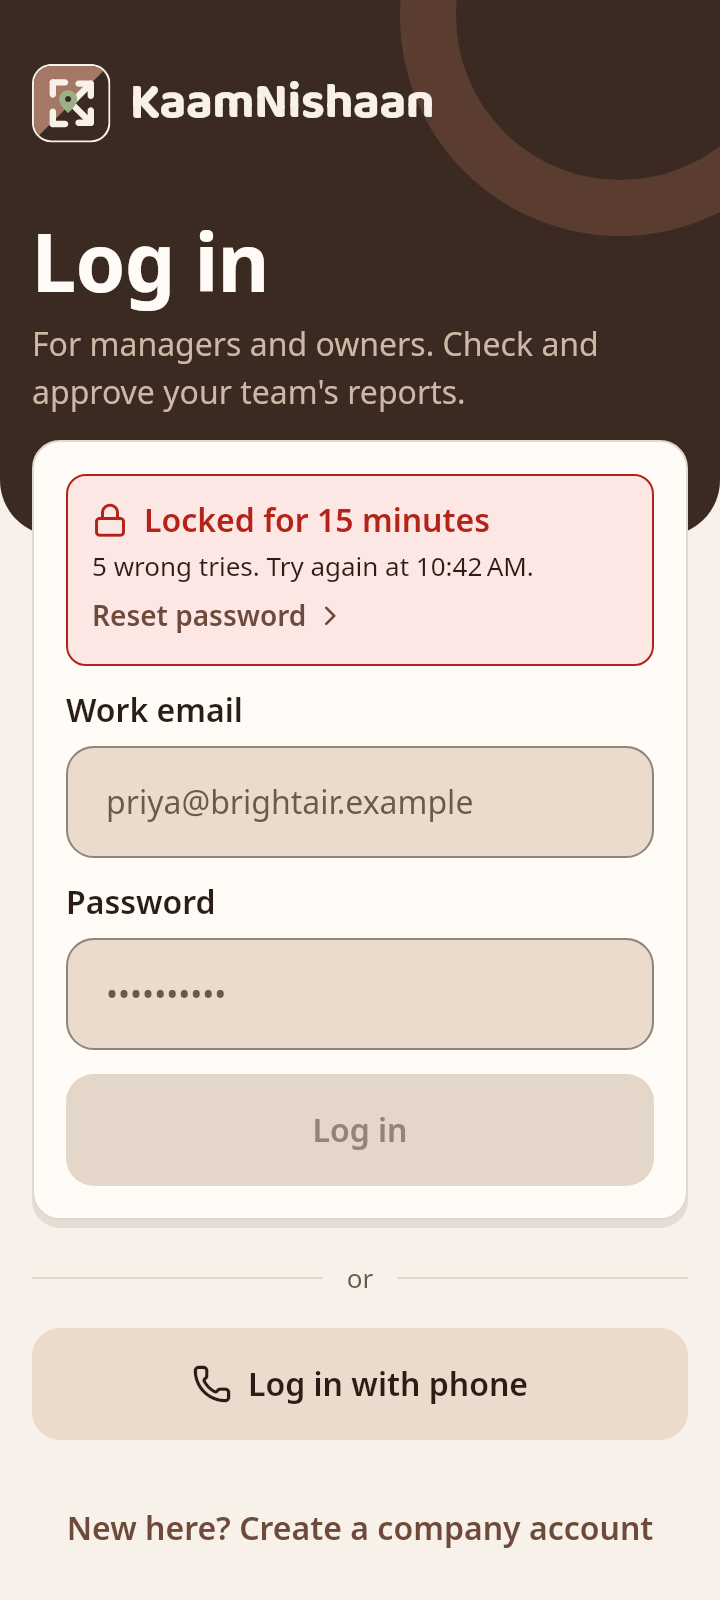 KaamNishaan
Log in
For managers and owners. Check and
approve your team's reports.
Locked for 15 minutes
5 wrong tries. Try again at 10:42 AM.
Reset password
Work email
priya@brightair.example
Password
••••••••••
Log in
or
Log in with phone
New here? Create a company account